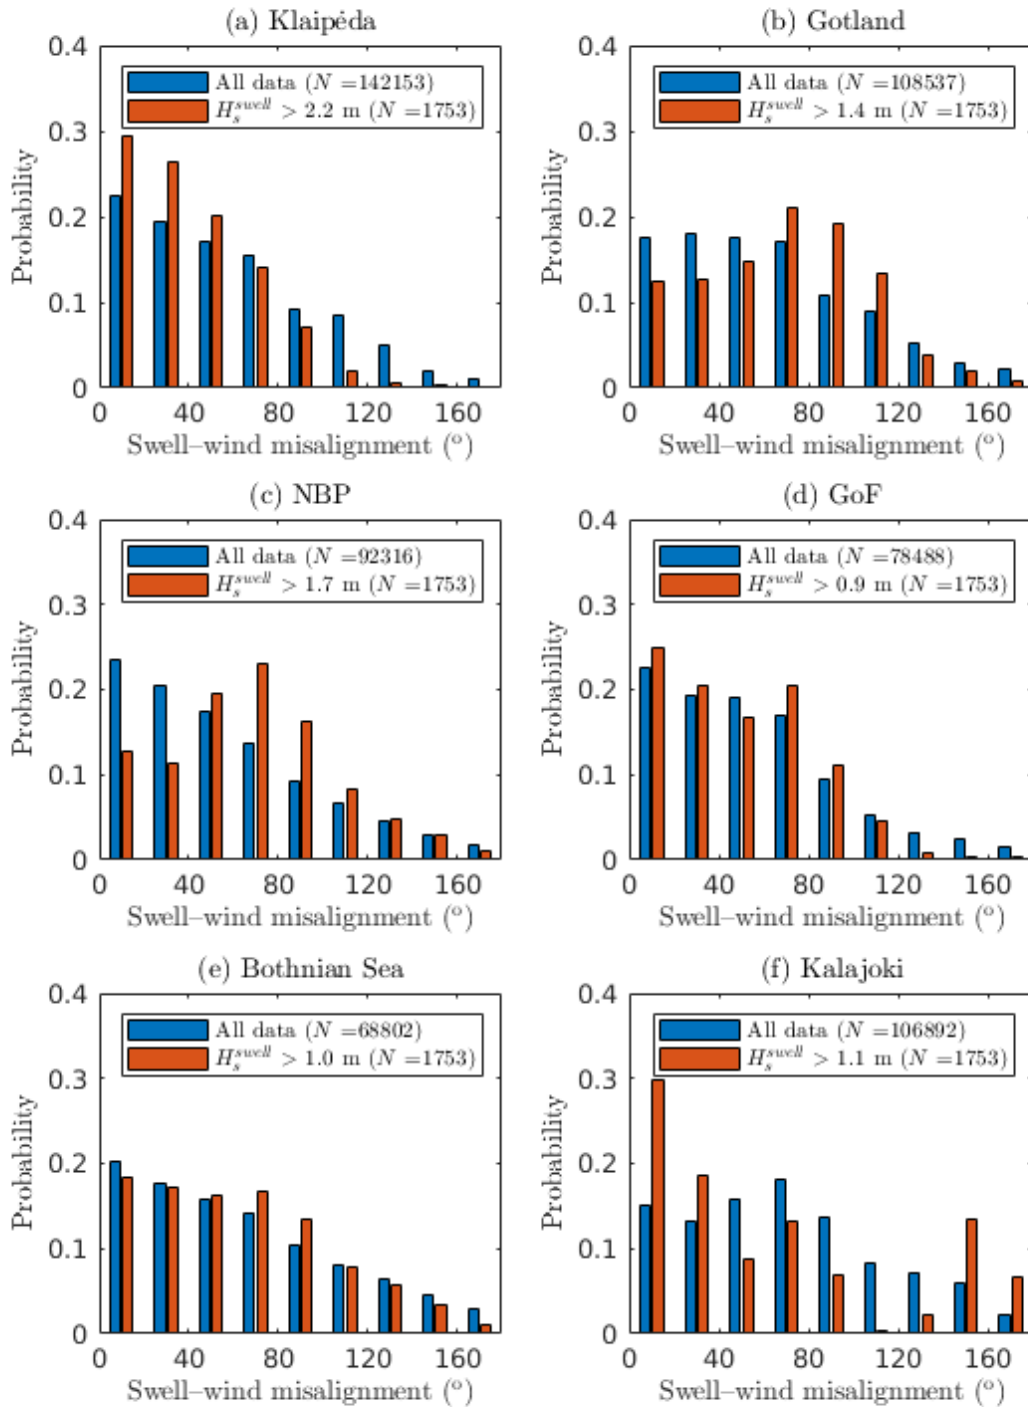 (a) Klaipėda
0.4
0.3
0.2
0.1
0
Probability
All data (N =142153)
H_s^swell > 2.2 m (N =1753)
0 40 80 120 160
Swell–wind misalignment (°)
(b) Gotland
0.4
0.3
0.2
0.1
0
Probability
All data (N =108537)
H_s^swell > 1.4 m (N =1753)
0 40 80 120 160
Swell–wind misalignment (°)
(c) NBP
0.4
0.3
0.2
0.1
0
Probability
All data (N =92316)
H_s^swell > 1.7 m (N =1753)
0 40 80 120 160
Swell–wind misalignment (°)
(d) GoF
0.4
0.3
0.2
0.1
0
Probability
All data (N =78488)
H_s^swell > 0.9 m (N =1753)
0 40 80 120 160
Swell–wind misalignment (°)
(e) Bothnian Sea
0.4
0.3
0.2
0.1
0
Probability
All data (N =68802)
H_s^swell > 1.0 m (N =1753)
0 40 80 120 160
Swell–wind misalignment (°)
(f) Kalajoki
0.4
0.3
0.2
0.1
0
Probability
All data (N =106892)
H_s^swell > 1.1 m (N =1753)
0 40 80 120 160
Swell–wind misalignment (°)